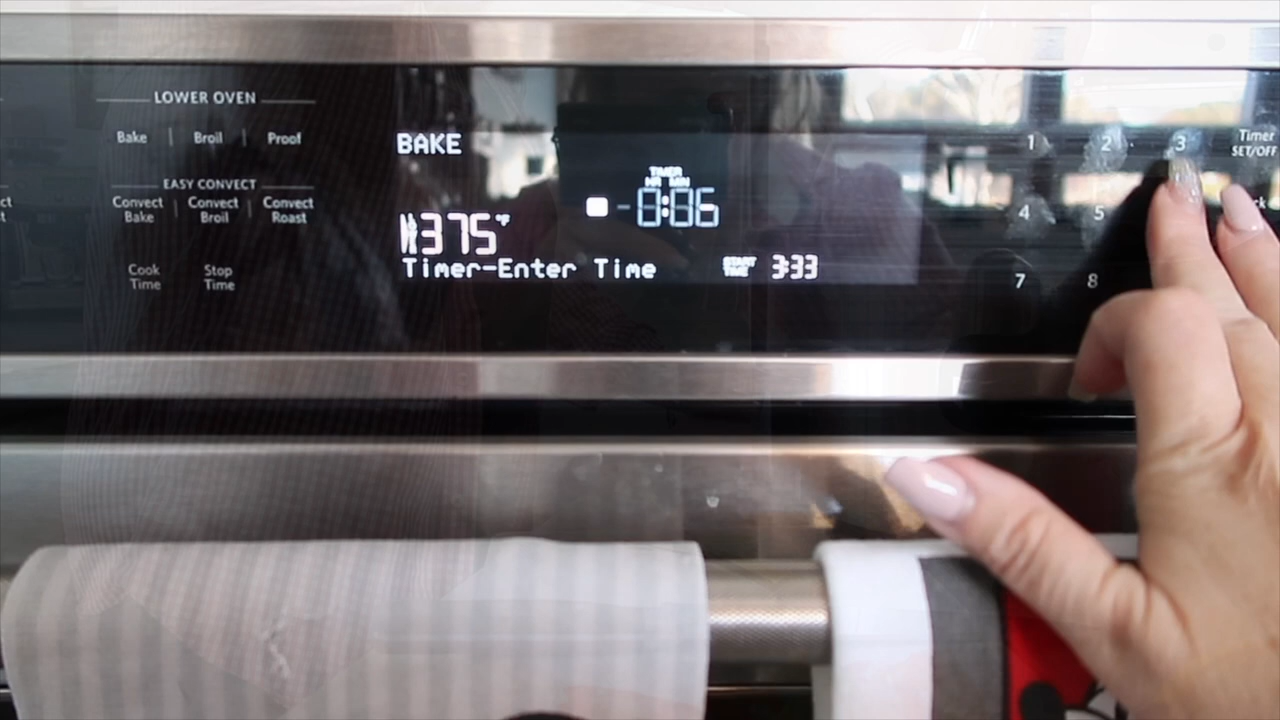 LOWER OVEN
Bake | Broil | Proof
EASY CONVECT
Convect Bake | Convect Broil | Convect Roast
Cook Time
Stop Time
BAKE
TIMER
HR MIN
-0:06
375°F
Timer-Enter Time
START TIME 3:33
1 2 3
4 5
7 8
Timer
SET/OFF